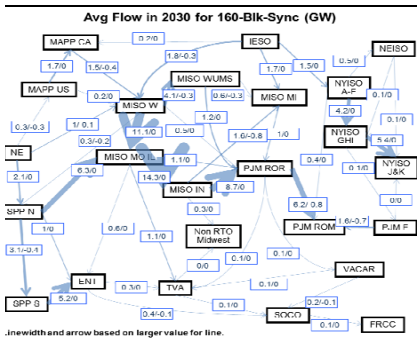 Avg Flow in 2030 for 160-Blk-Sync (GW)
MAPP CA
0.2/0
IESO
NEISO
1.8/-0.3
1.7/0
1.5/-0.4
1.7/0
1.5/0
0.5/0
MISO WUMS
NYISO
A-F
MAPP US
0.2/0
4.1/-0.3
0.6/-0.3
MISO MI
0.1/0
MISO W
4.2/0
0.3/-0.3
1/ 0.1
11.1/0
0.5/0
1.2/0
0.1/0
0.3/-0.2
1.6/-0.8
1/0
NYISO
GHI
5.4/0
NE
MISO MO IL
1.1/0
0.4/0
0.1/0
NYISO
J&K
2.1/0
6.3/0
14.3/0
MISO IN
8.7/0
PJM ROR
0/0
SPP N
0.3/0
6.2/ 0.8
1/0
0.6/0
1.1/0
Non RTO
Midwest
PJM ROM
1.6/-0.7
PJM E
3.1/-0.4
0/0
0.1/0
0.1/0
ENT
0.3/0
TVA
0.1/0
VACAR
SPP S
5.2/0
0.4/-0.1
SOCO
0.2/-0.1
0.1/0
FRCC
.inewidth and arrow based on larger value for line.